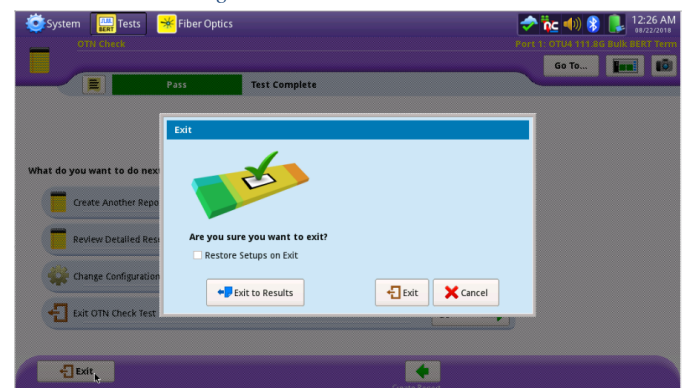 System Tests Fiber Optics 12:26 AM
08/22/2018
OTN Check Port 1: OTU4 111.8G Bulk BERT Term
Go To...
Pass Test Complete
Exit
What do you want to do nex
Create Another Repo
Review Detailed Res
Are you sure you want to exit?
Restore Setups on Exit
Change Configuration
Exit to Results Exit Cancel
Exit OTN Check Test
Exit